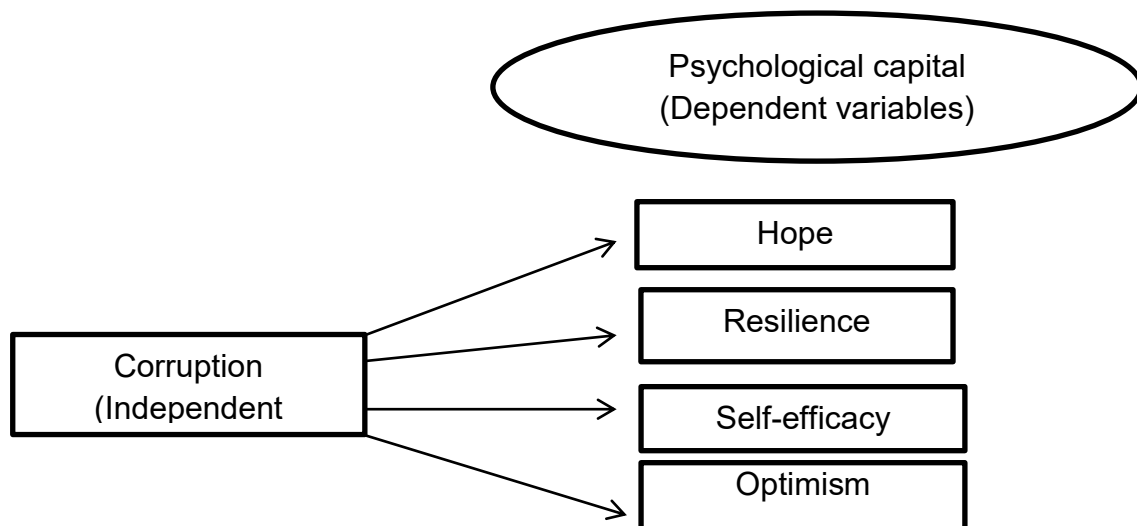 Psychological capital
(Dependent variables)
Hope
Resilience
Corruption
(Independent
Self-efficacy
Optimism